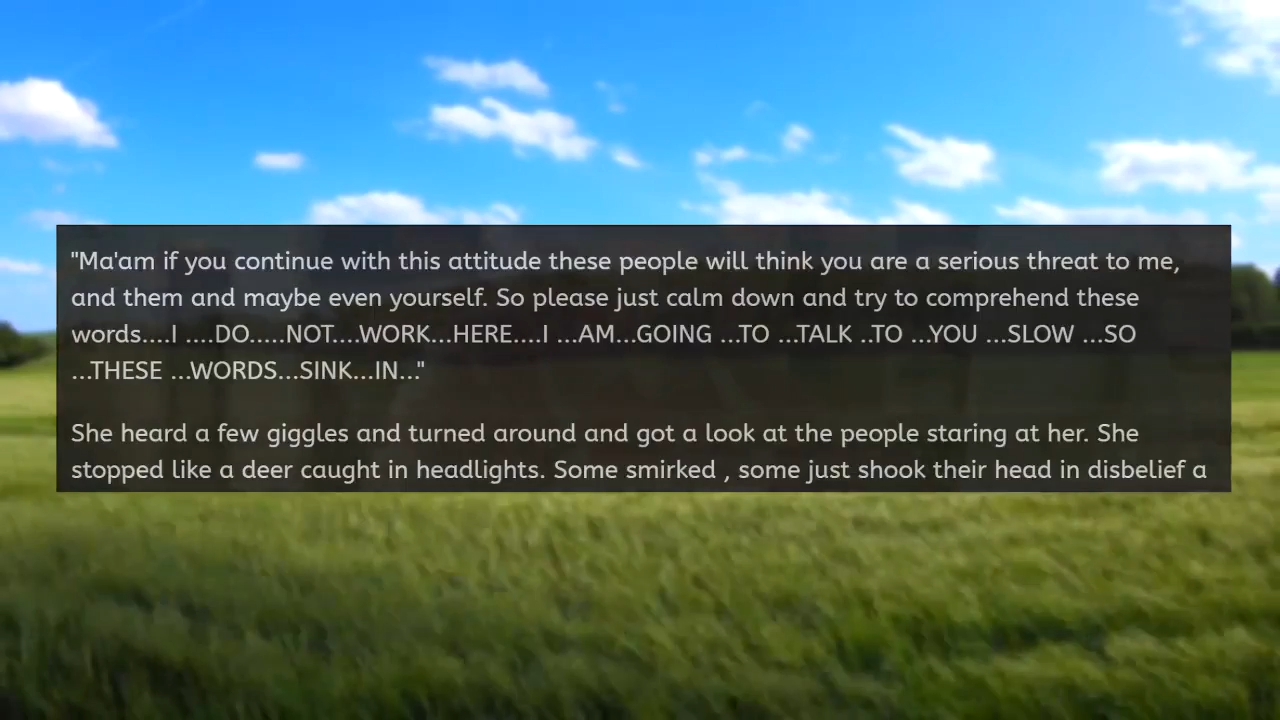 "Ma'am if you continue with this attitude these people will think you are a serious threat to me,
and them and maybe even yourself. So please just calm down and try to comprehend these
words....I ....DO.....NOT....WORK...HERE....I ...AM...GOING ...TO ...TALK ..TO ...YOU ...SLOW ...SO
...THESE ...WORDS...SINK...IN..."
She heard a few giggles and turned around and got a look at the people staring at her. She
stopped like a deer caught in headlights. Some smirked , some just shook their head in disbelief a